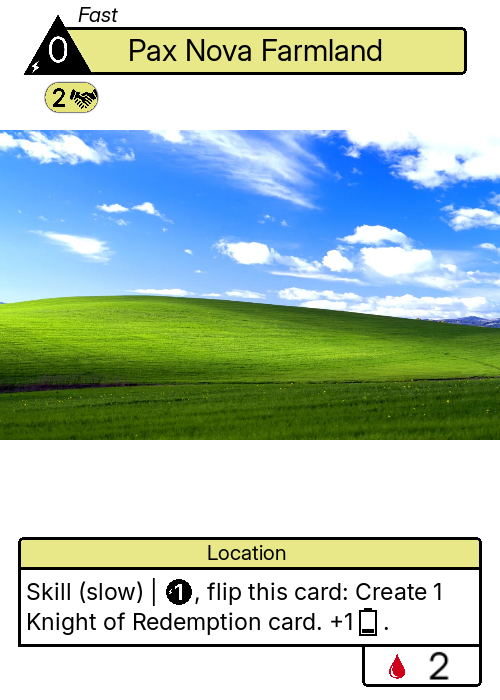 Fast
0
Pax Nova Farmland
2
Location
Skill (slow) | 1, flip this card: Create 1
Knight of Redemption card. +1 .
2